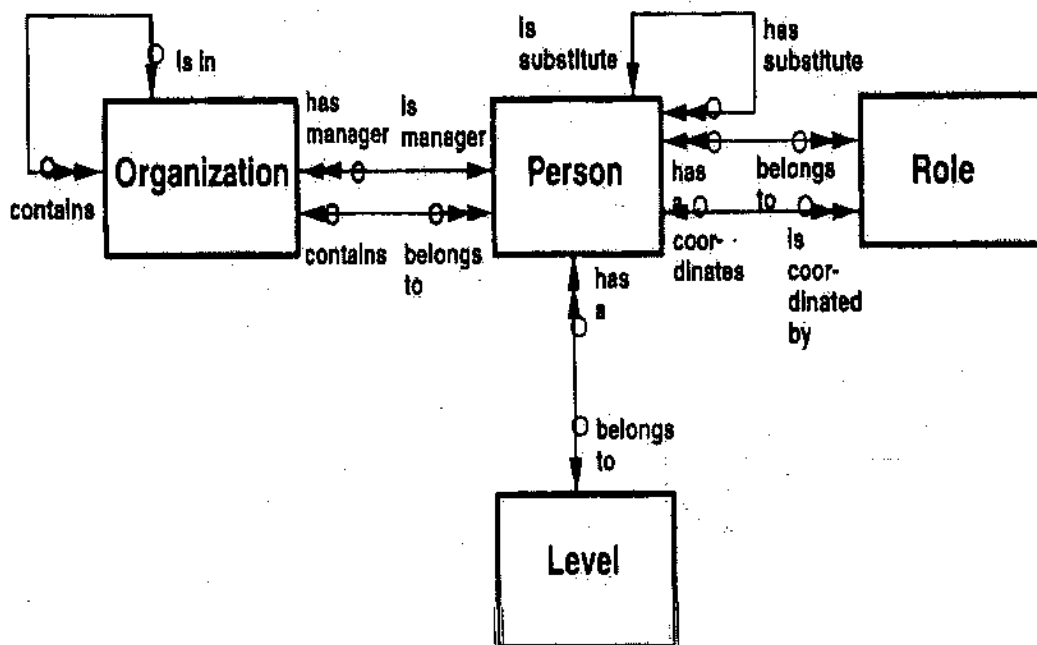 is in
Organization
contains
has
manager
is
manager
contains
belongs
to
is
substitute
has
substitute
Person
has
a
belongs
to
coor-
dinates
is
coor-
dinated
by
Role
has
a
belongs
to
Level